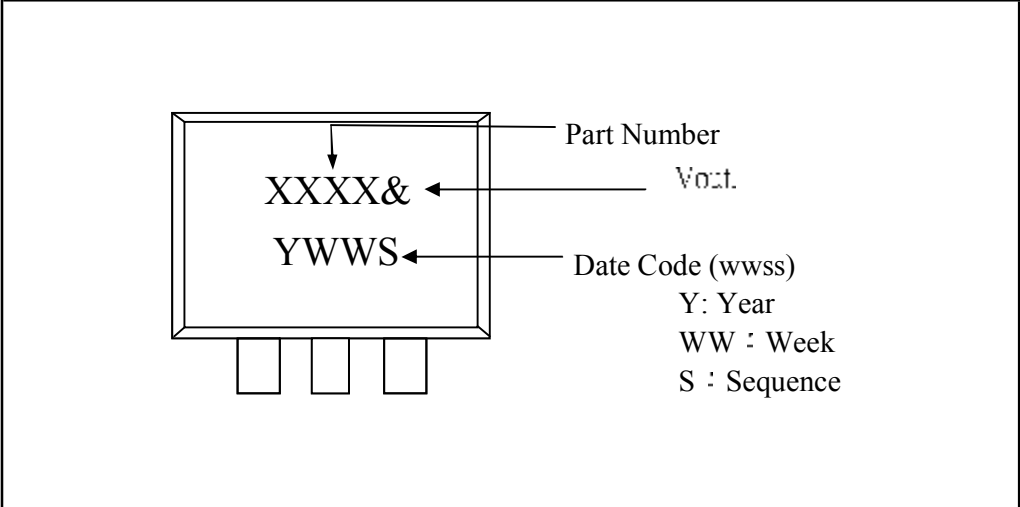 Part Number
XXXX&
Vout.
YWWS
Date Code (wwss)
Y: Year
WW：Week
S：Sequence